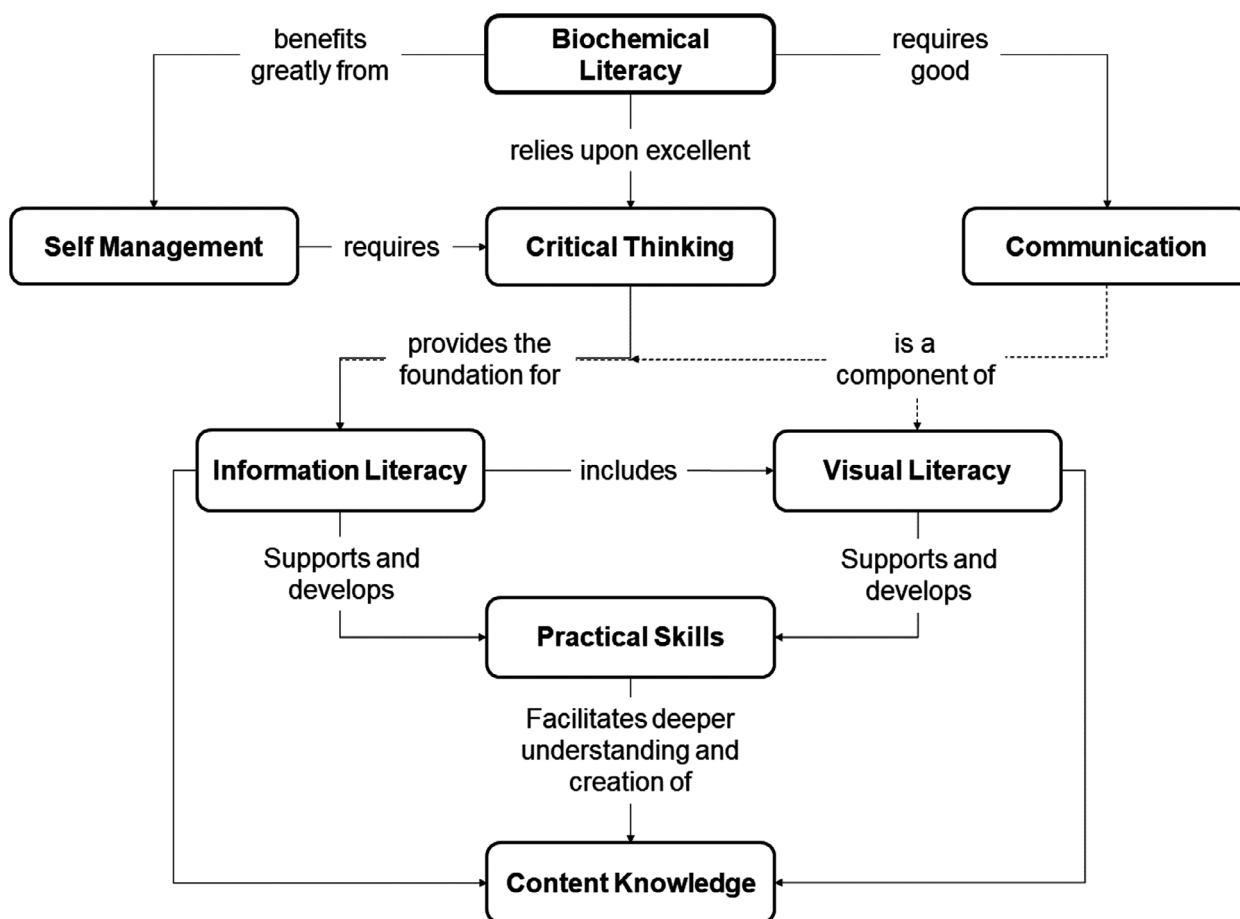 benefits
greatly from
Biochemical
Literacy
requires
good
relies upon excellent
Self Management
requires
Critical Thinking
Communication
provides the
foundation for
is a
component of
Information Literacy
includes
Visual Literacy
Supports and
develops
Supports and
develops
Practical Skills
Facilitates deeper
understanding and
creation of
Content Knowledge